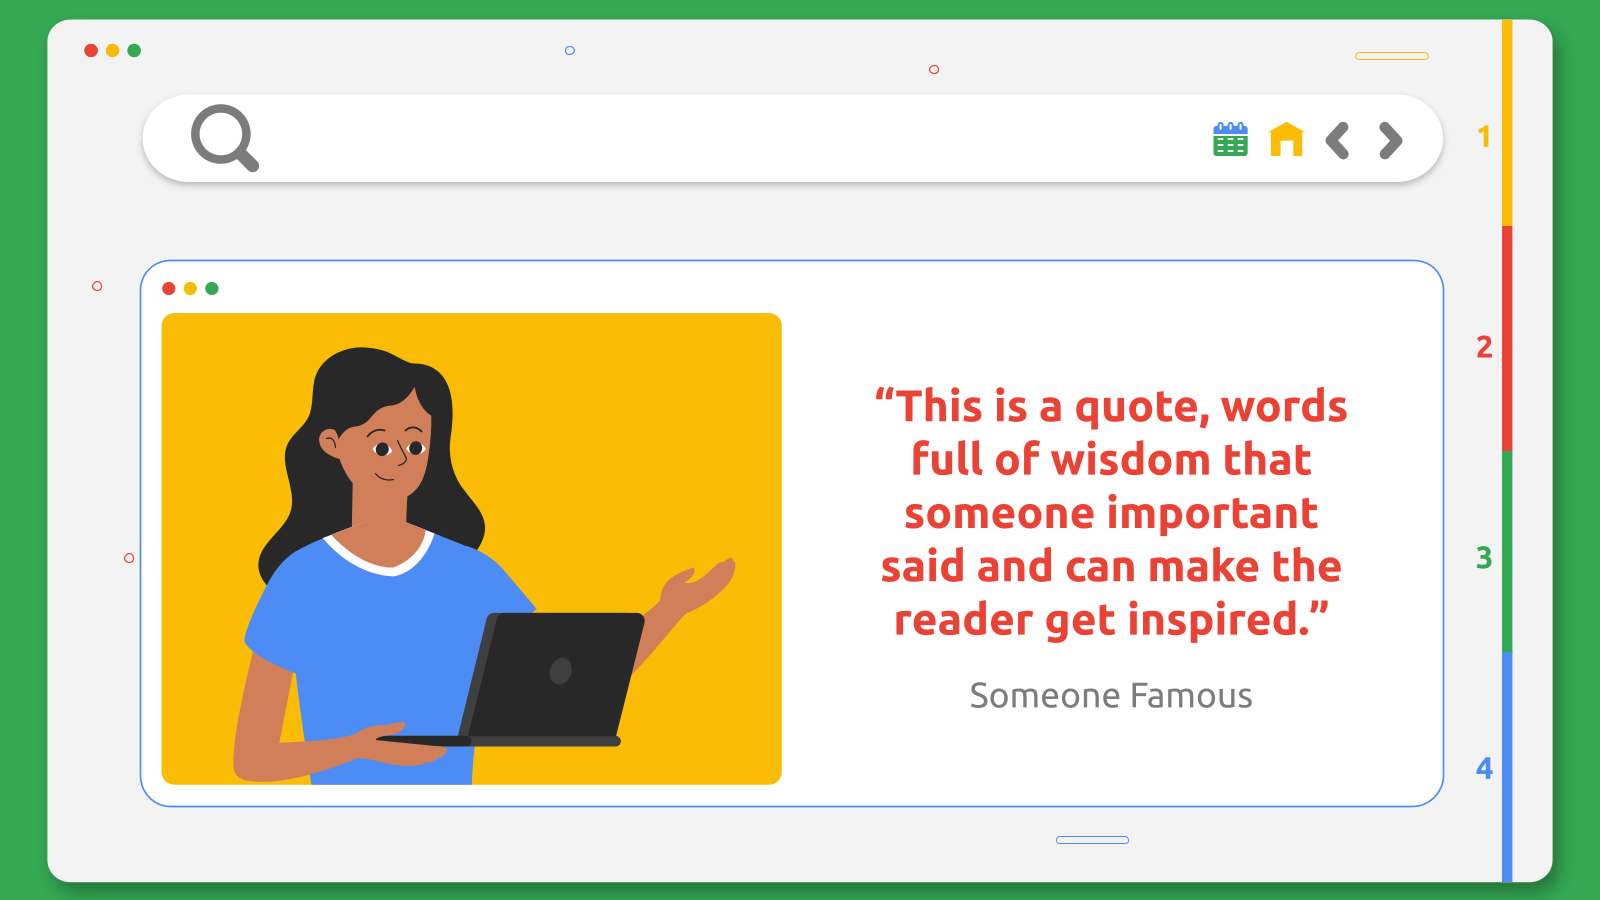 1
2
3
4
“This is a quote, words
full of wisdom that
someone important
said and can make the
reader get inspired.”
Someone Famous